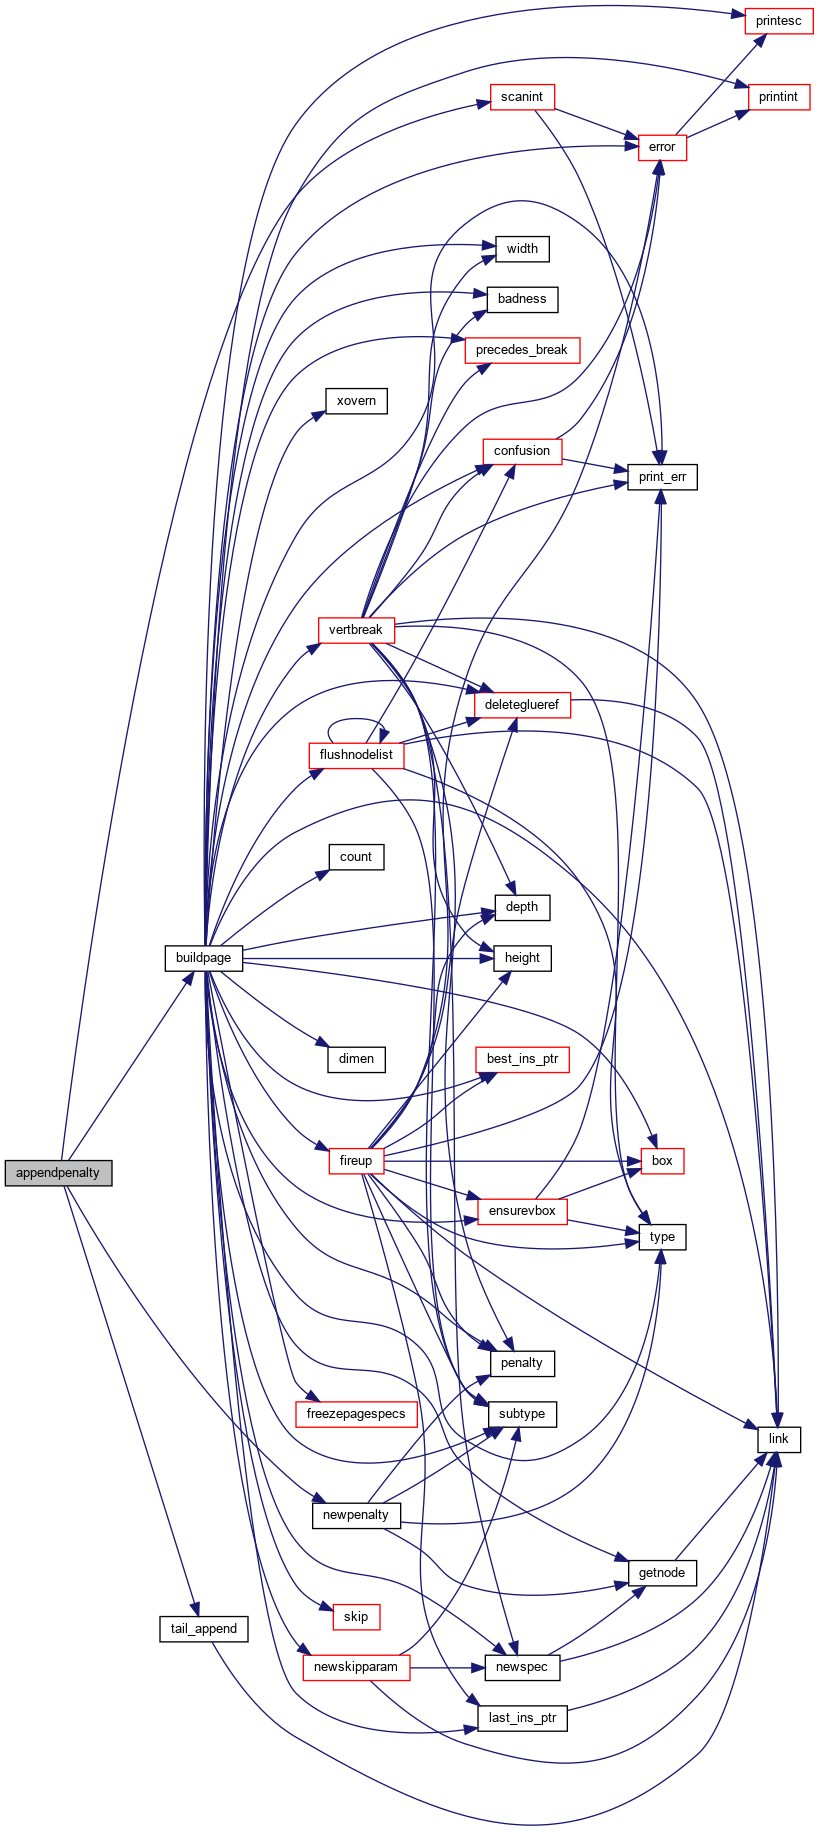 printesc
scanint
printint
error
width
badness
precedes_break
xovern
confusion
print_err
vertbreak
deleteglueref
flushnodelist
count
depth
buildpage
height
dimen
best_ins_ptr
fireup
box
appendpenalty
ensurevbox
type
penalty
freezepagespecs
subtype
link
newpenalty
getnode
skip
tail_append
newskipparam
newspec
last_ins_ptr